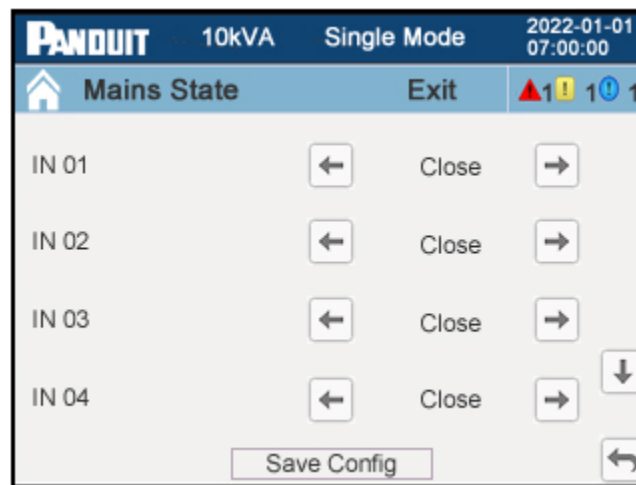 PANDUIT 10kVA Single Mode 2022-01-01
07:00:00
Mains State Exit 1 ! 1 ! 1
IN 01 Close
IN 02 Close
IN 03 Close
IN 04 Close
Save Config